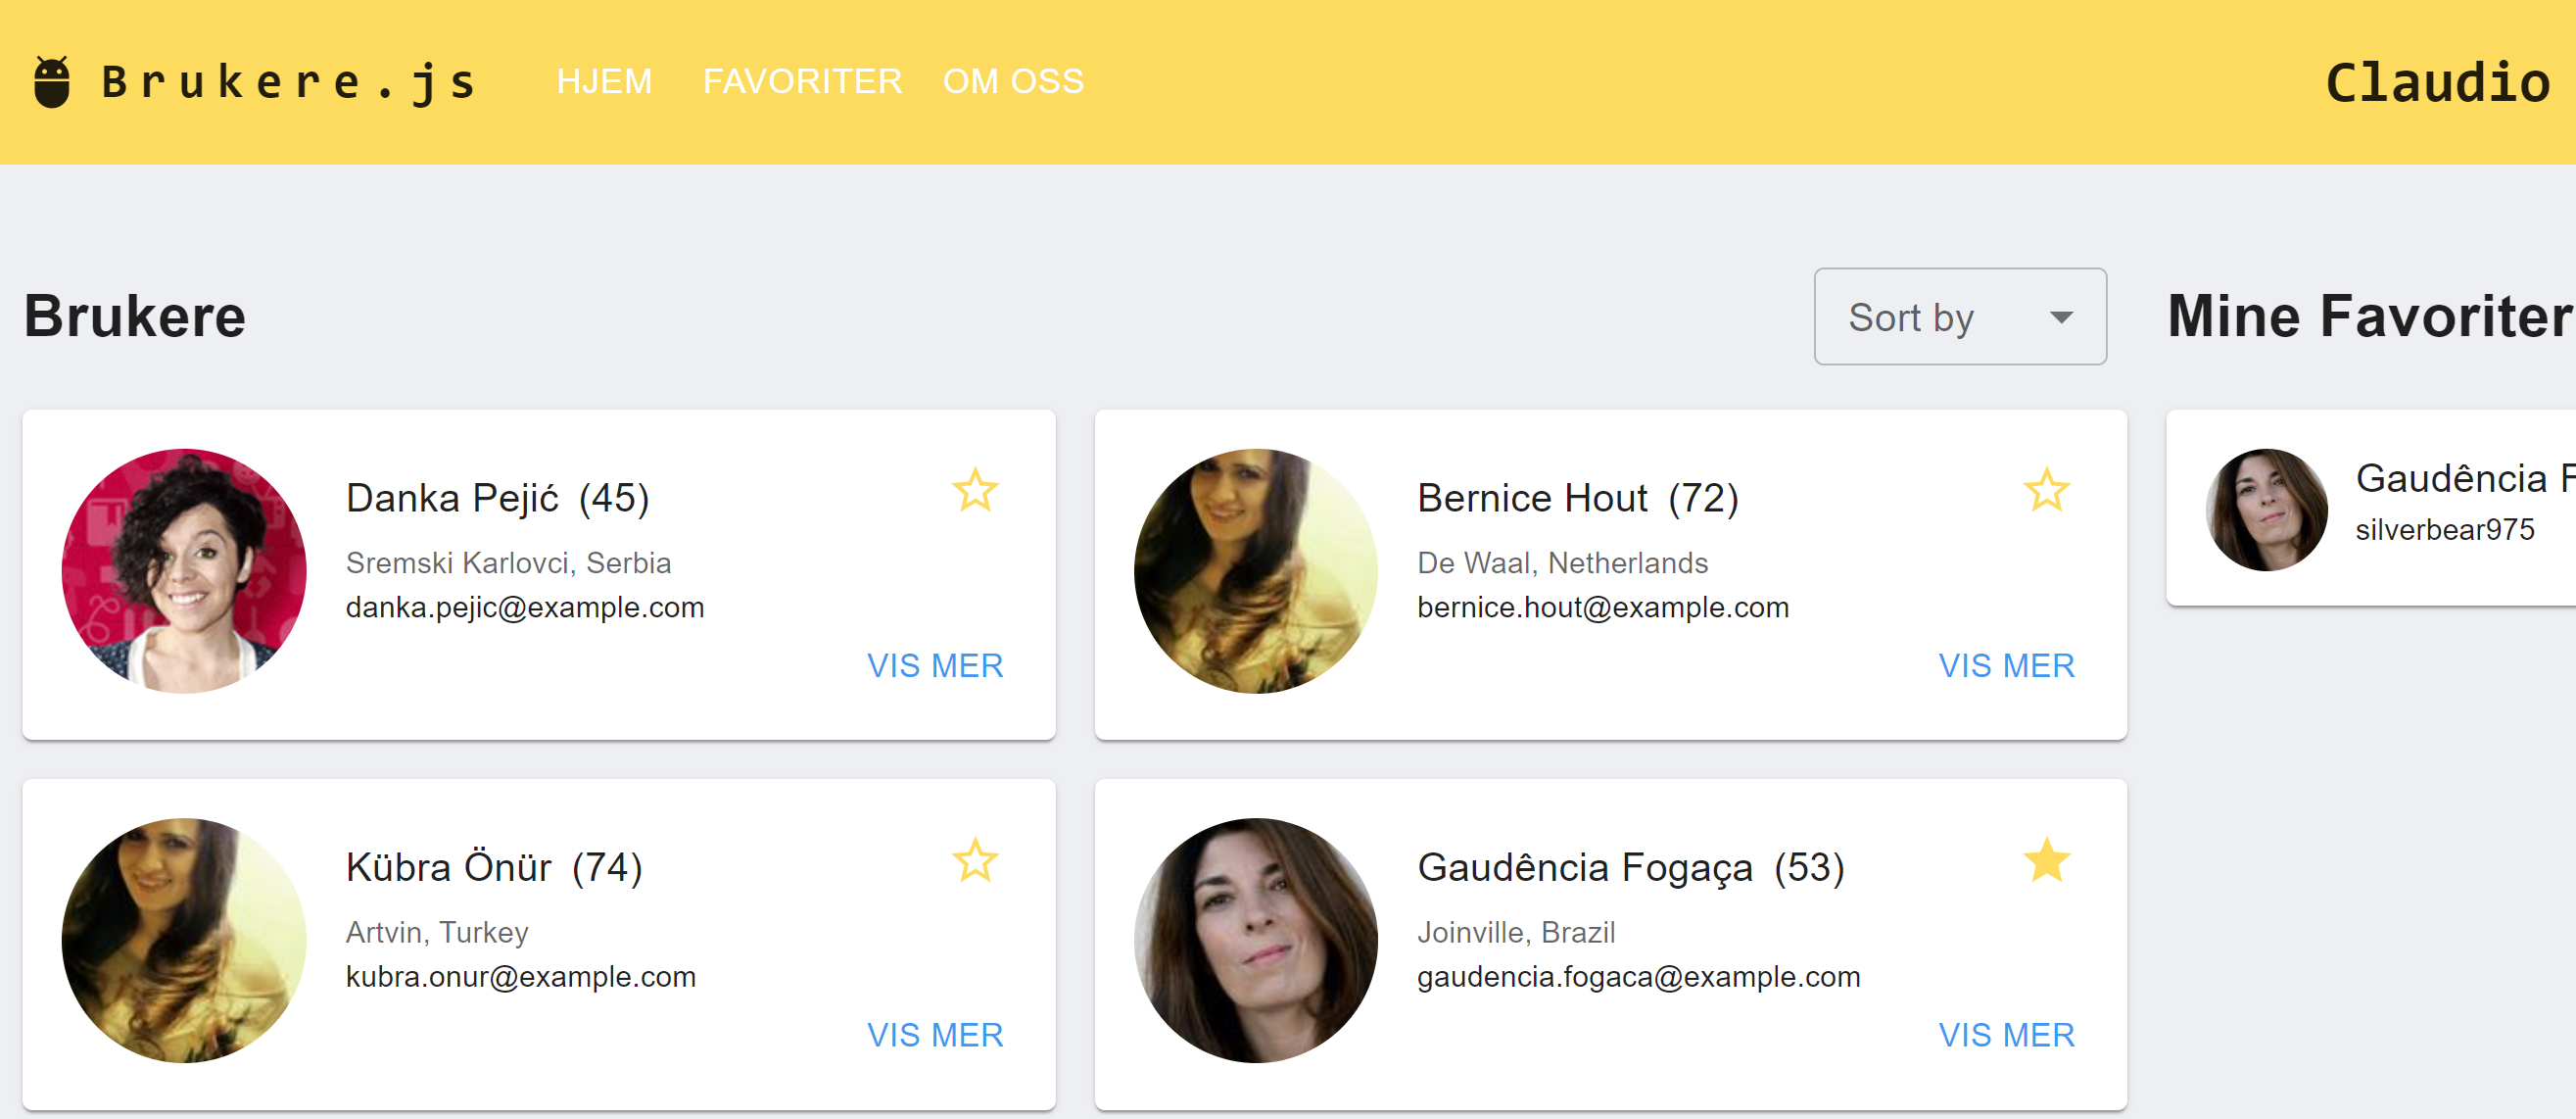 Brukere.js HJEM FAVORITER OM OSS Claudio
Brukere
Sort by
Mine Favoriter
Danka Pejić (45)
Sremski Karlovci, Serbia
danka.pejic@example.com
VIS MER
Bernice Hout (72)
De Waal, Netherlands
bernice.hout@example.com
VIS MER
Gaudência F
silverbear975
Kübra Önür (74)
Artvin, Turkey
kubra.onur@example.com
VIS MER
Gaudência Fogaça (53)
Joinville, Brazil
gaudencia.fogaca@example.com
VIS MER